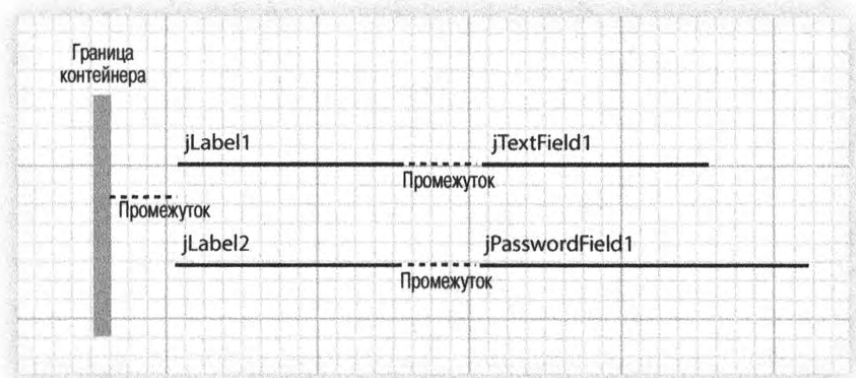 Граница
контейнера
jLabel1
jTextField1
Промежуток
Промежуток
jLabel2
jPasswordField1
Промежуток